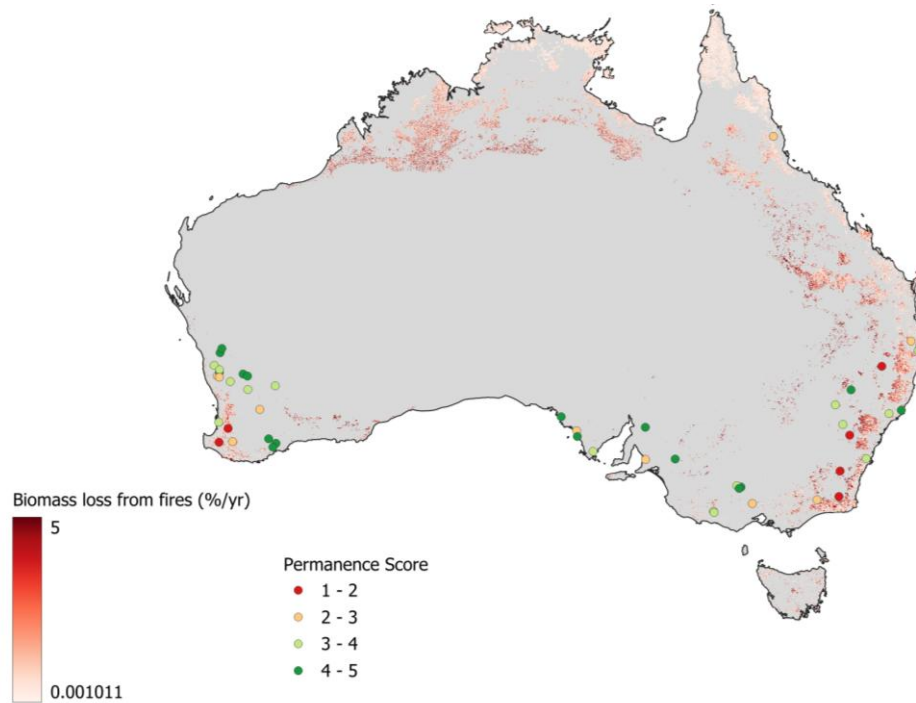 Biomass loss from fires (%/yr)
5
0.001011
Permanence Score
1 - 2
2 - 3
3 - 4
4 - 5